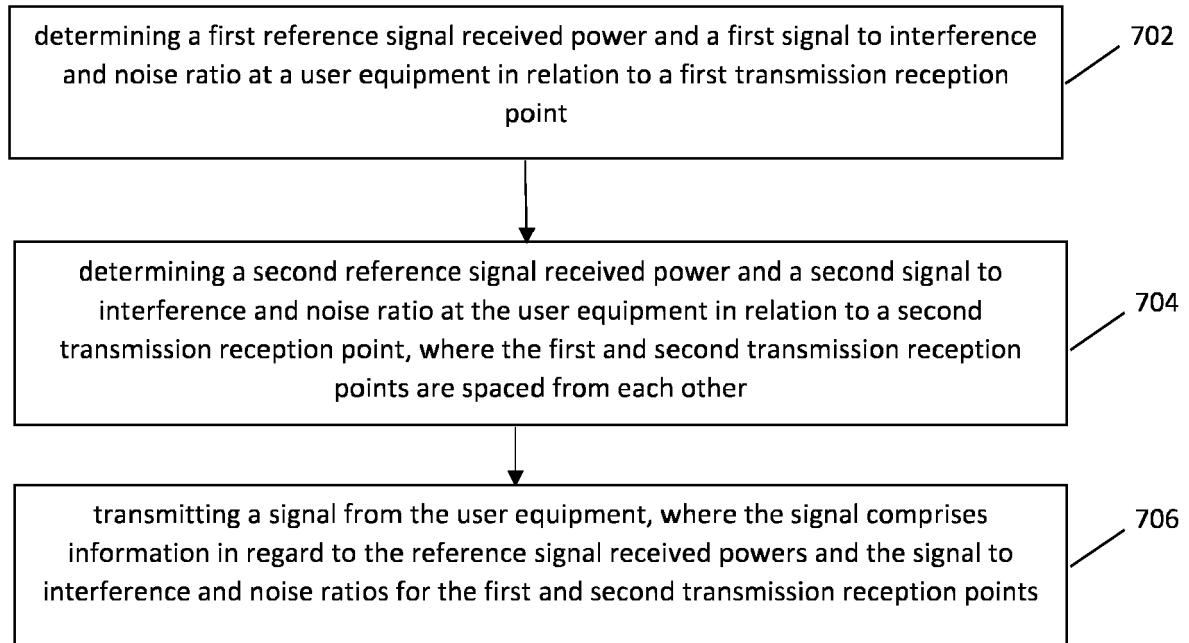 determining a first reference signal received power and a first signal to interference
and noise ratio at a user equipment in relation to a first transmission reception
point
702
determining a second reference signal received power and a second signal to
interference and noise ratio at the user equipment in relation to a second
transmission reception point, where the first and second transmission reception
points are spaced from each other
704
transmitting a signal from the user equipment, where the signal comprises
information in regard to the reference signal received powers and the signal to
interference and noise ratios for the first and second transmission reception points
706